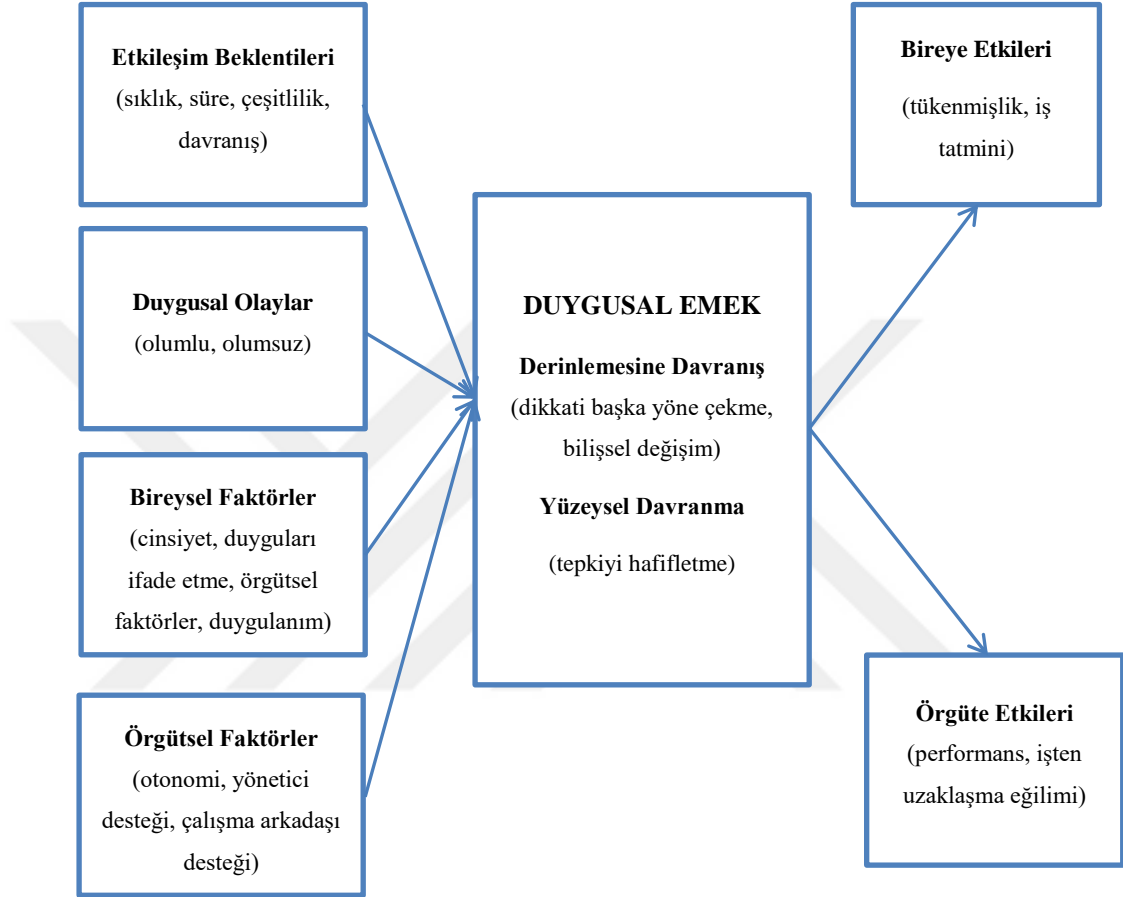 Etkileşim Beklentileri
(sıklık, süre, çeşitlilik,
davranış)
Duygusal Olaylar
(olumlu, olumsuz)
Bireysel Faktörler
(cinsiyet, duyguları
ifade etme, örgütsel
faktörler, duygulanım)
Örgütsel Faktörler
(otonomi, yönetici
desteği, çalışma arkadaşı
desteği)
DUYGUSAL EMEK
Derinlemesine Davranış
(dikkati başka yöne çekme,
bilişsel değişim)
Yüzeysel Davranma
(tepkiyi hafifletme)
Bireye Etkileri
(tükenmişlik, iş
tatmini)
Örgüte Etkileri
(performans, işten
uzaklaşma eğilimi)